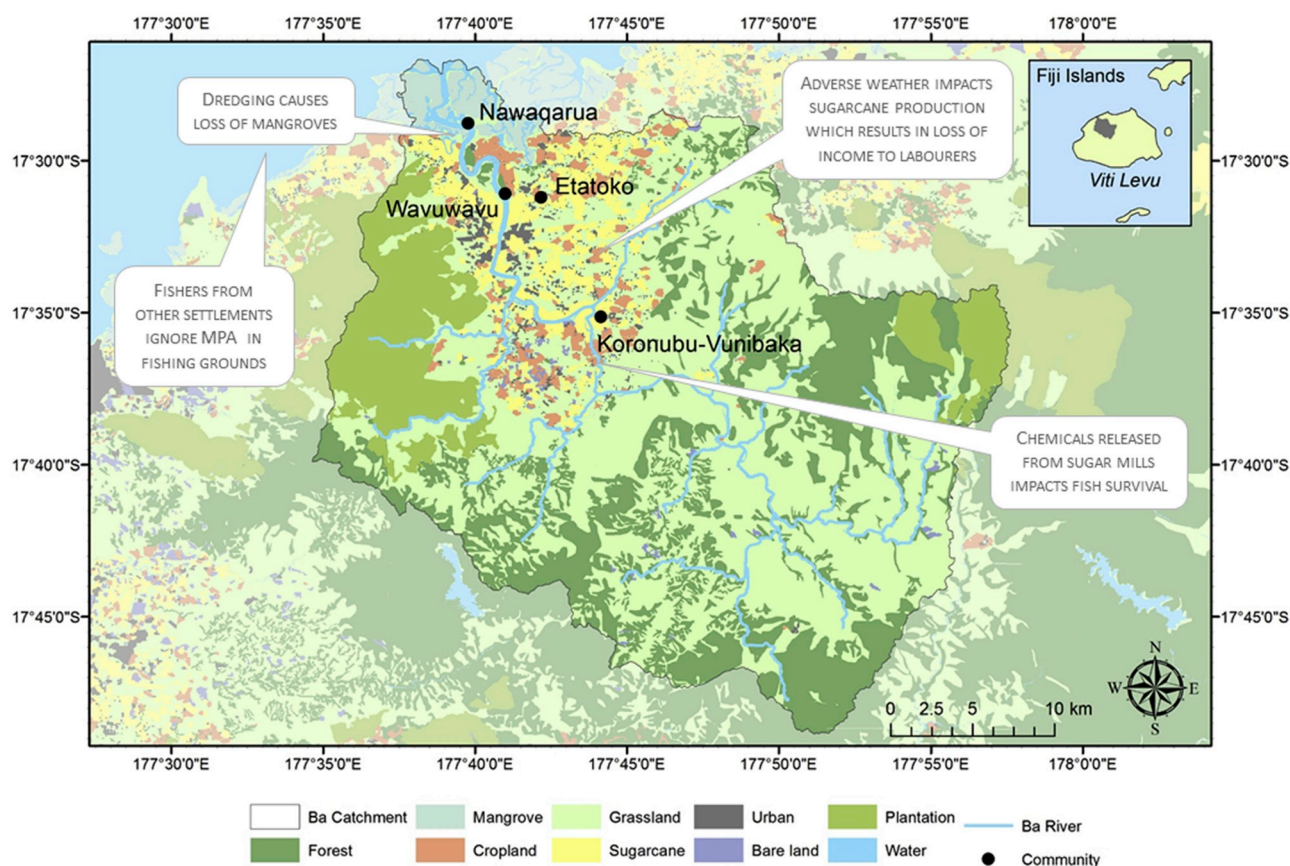 177°30'0"E
177°40'0"E
177°50'0"E
178°0'0"E
177°35'0"E
177°45'0"E
177°55'0"E
17°30'0"S
17°35'0"S
17°40'0"S
17°45'0"S
17°30'0"S
17°35'0"S
17°40'0"S
17°45'0"S
DREDGING CAUSES
LOSS OF MANGROVES
Nawaqarua
ADVERSE WEATHER IMPACTS
SUGARCANE PRODUCTION
WHICH RESULTS IN LOSS OF
INCOME TO LABOURERS
Fiji Islands
Viti Levu
Etatoko
Wavuwavu
FISHERS FROM
OTHER SETTLEMENTS
IGNORE MPA IN
FISHING GROUNDS
Koronubu-Vunibaka
CHEMICALS RELEASED
FROM SUGAR MILLS
IMPACTS FISH SURVIVAL
N
W
E
S
0 2.5 5 10 km
177°30'0"E
177°35'0"E
177°40'0"E
177°45'0"E
177°50'0"E
177°55'0"E
178°0'0"E
Ba Catchment
Mangrove
Grassland
Urban
Plantation
Ba River
Forest
Cropland
Sugarcane
Bare land
Water
Community